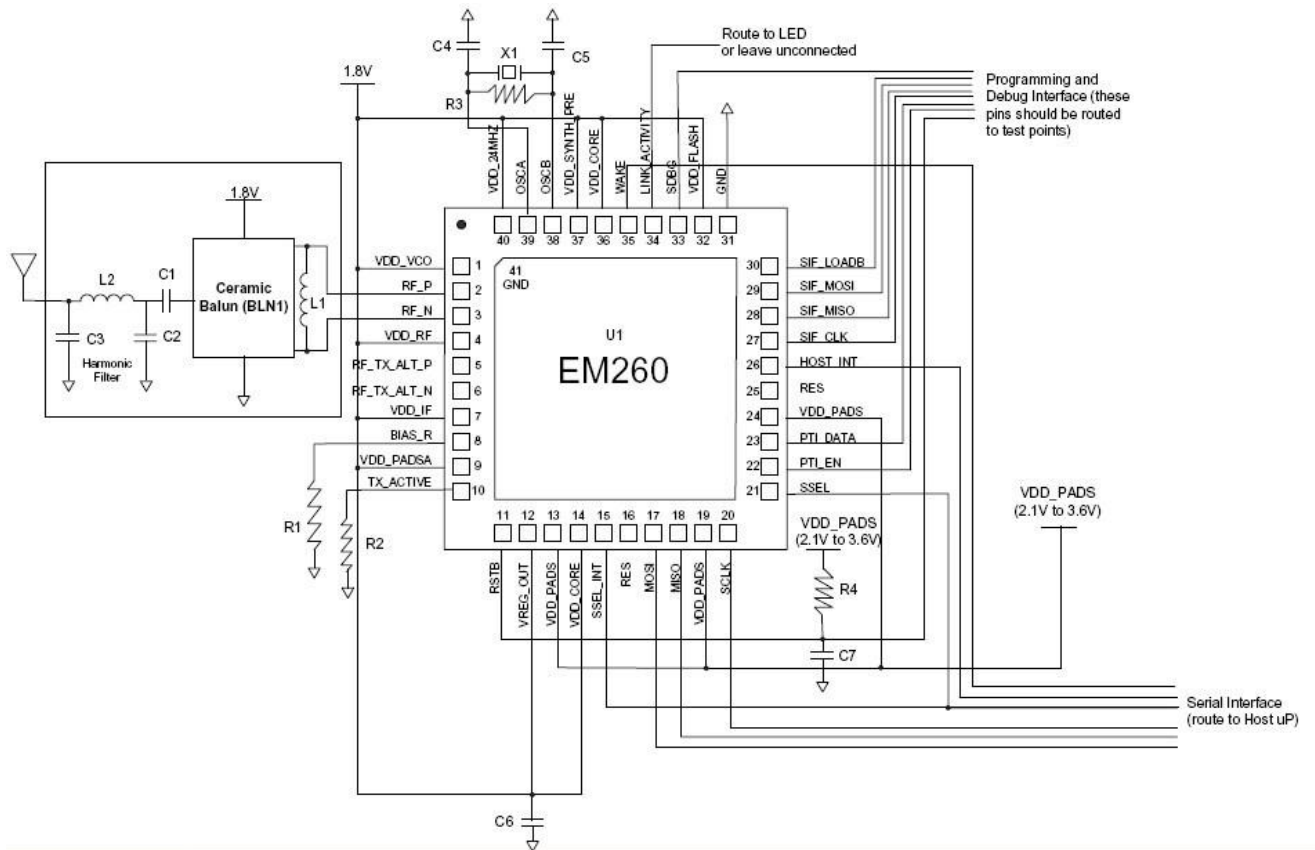 Route to LED
or leave unconnected
C4
X1
C5
1.8V
R3
Programming and
Debug Interface (these
pins should be routed
to test points)
VDD_24MHZ
OSCA
OSCB
VDD_SYNTH_PRE
VDD_CORE
WAKE
LINK_ACTIVITY
SDBG
VDD_FLASH
GND
40
39
38
37
36
35
34
33
32
31
1.8V
L2
C1
Ceramic
Balun (BLN1)
L1
C3
C2
Harmonic
Filter
VDD_VCO
1
RF_P
2
RF_N
3
VDD_RF
4
RF_TX_ALT_P
5
RF_TX_ALT_N
6
VDD_IF
7
BIAS_R
8
VDD_PADSA
9
TX_ACTIVE
10
41
GND
U1
EM260
30
SIF_LOADB
29
SIF_MOSI
28
SIF_MISO
27
SIF_CLK
26
HOST_INT
25
RES
24
VDD_PADS
23
PTI_DATA
22
PTI_EN
21
SSEL
R1
R2
11
12
13
14
15
16
17
18
19
20
RSTB
VREG_OUT
VDD_PADS
VDD_CORE
SSEL_INT
RES
MOSI
MISO
VDD_PADS
SCLK
VDD_PADS
(2.1V to 3.6V)
R4
C7
VDD_PADS
(2.1V to 3.6V)
Serial Interface
(route to Host uP)
C6